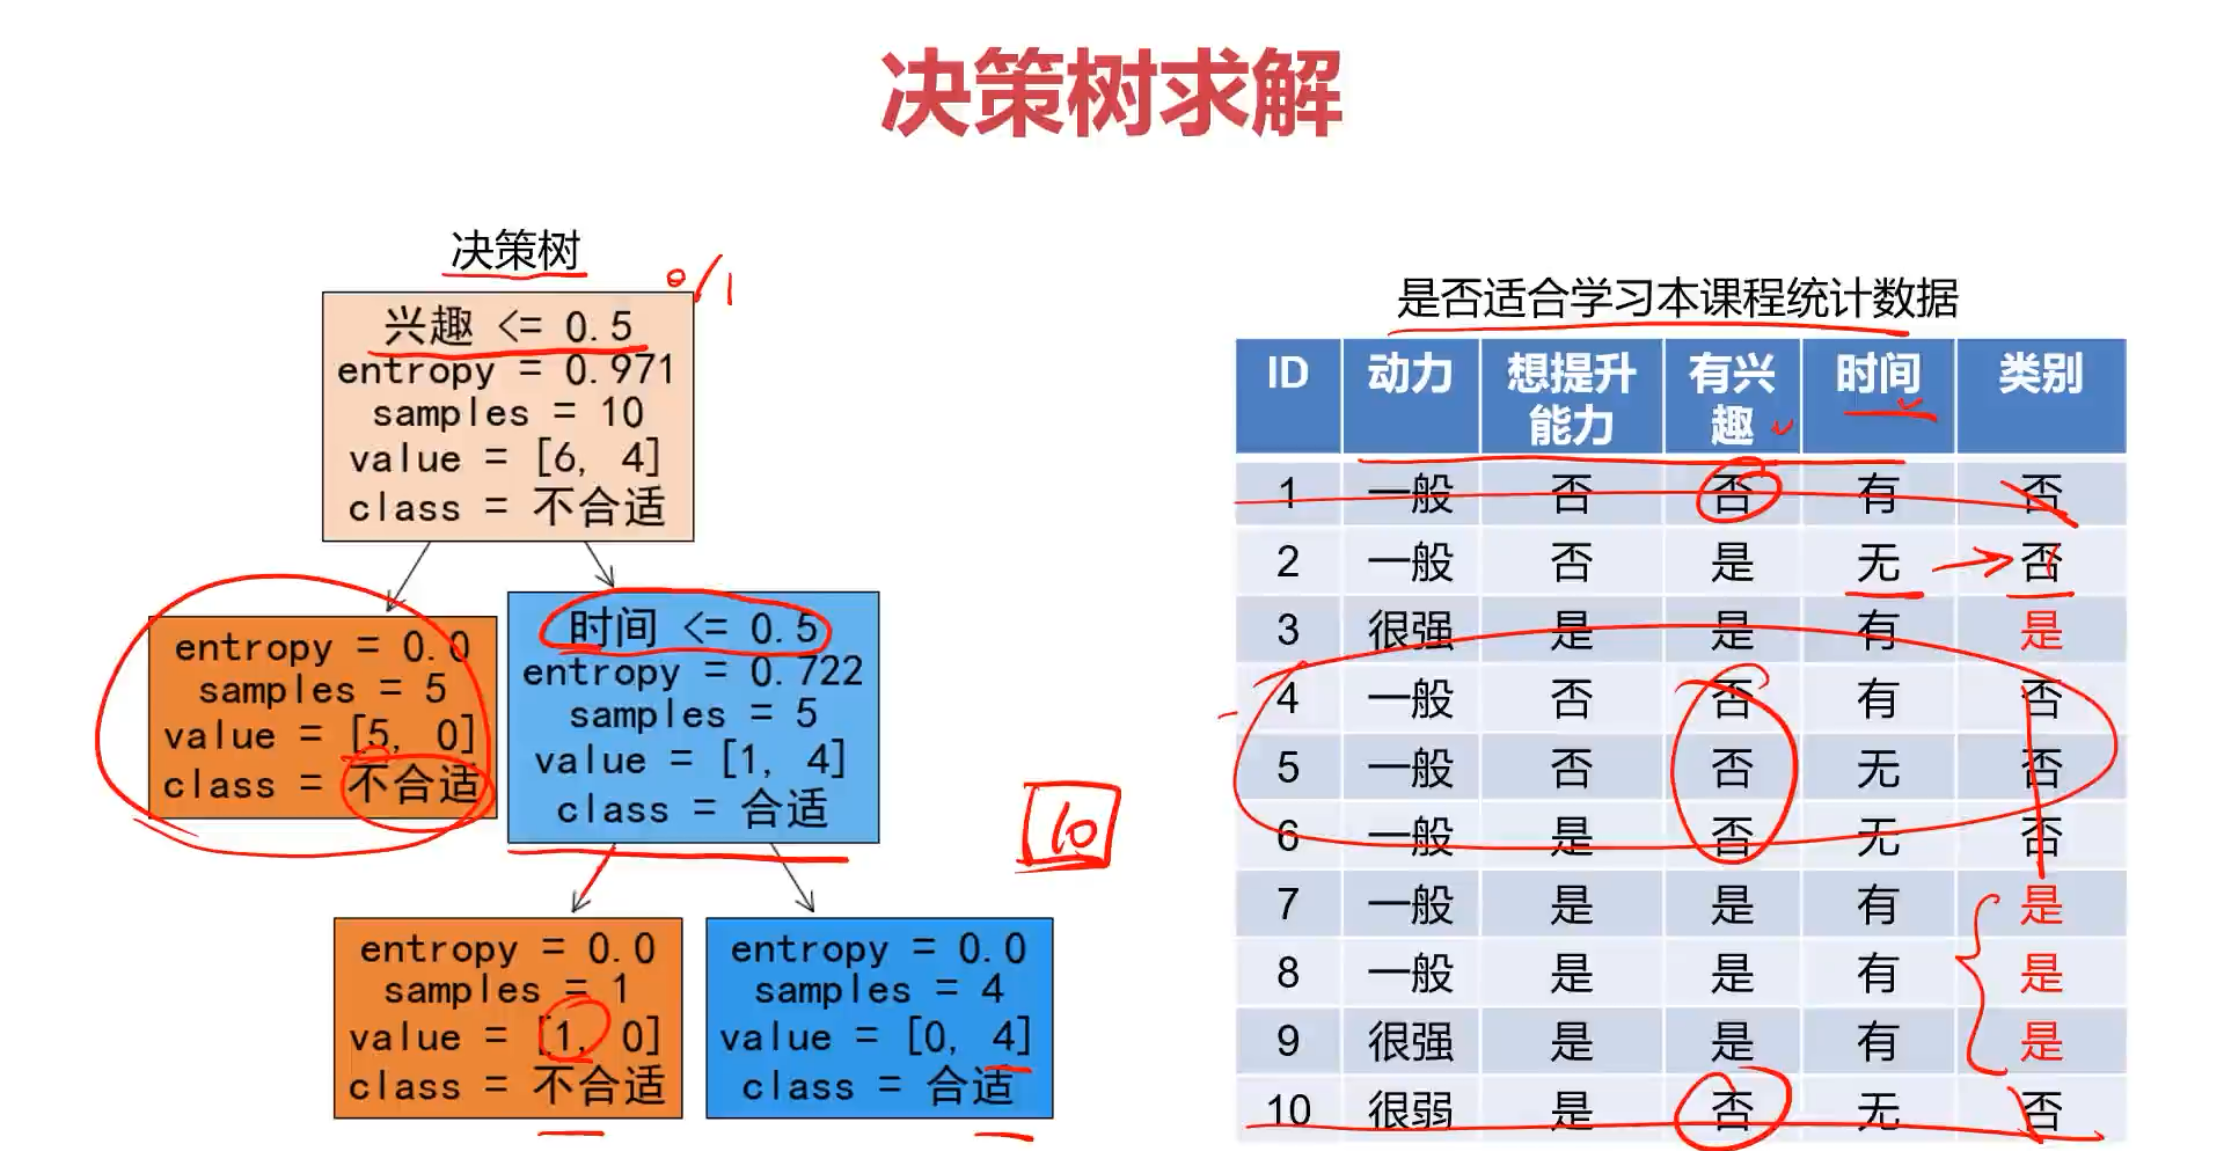 决策树求解
决策树
0/1
兴趣 <= 0.5
entropy = 0.971
samples = 10
value = [6, 4]
class = 不合适
entropy = 0.0
samples = 5
value = [5, 0]
class = 不合适
时间 <= 0.5
entropy = 0.722
samples = 5
value = [1, 4]
class = 合适
entropy = 0.0
samples = 1
value = [1, 0]
class = 不合适
entropy = 0.0
samples = 4
value = [0, 4]
class = 合适
10
是否适合学习本课程统计数据
ID 动力 想提升能力 有兴趣 时间 类别
1 一般 否 否 有 否
2 一般 否 是 无 否
3 很强 是 是 有 是
4 一般 否 否 有 否
5 一般 否 否 无 否
6 一般 是 否 无 否
7 一般 是 是 有 是
8 一般 是 是 有 是
9 很强 是 是 有 是
10 很弱 是 否 无 否